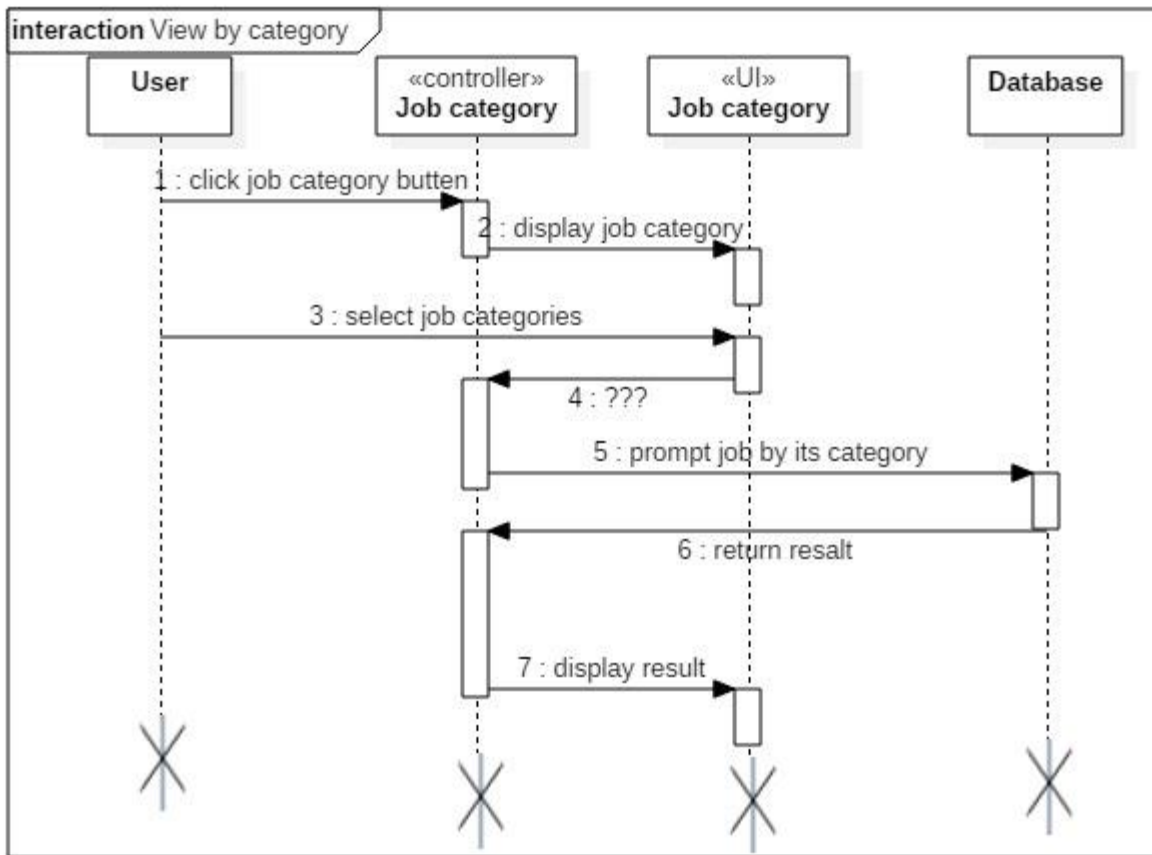 interaction View by category
User
«controller»
Job category
«UI»
Job category
Database
1 : click job category butten
2 : display job category
3 : select job categories
4 : ???
5 : prompt job by its category
6 : return resalt
7 : display result